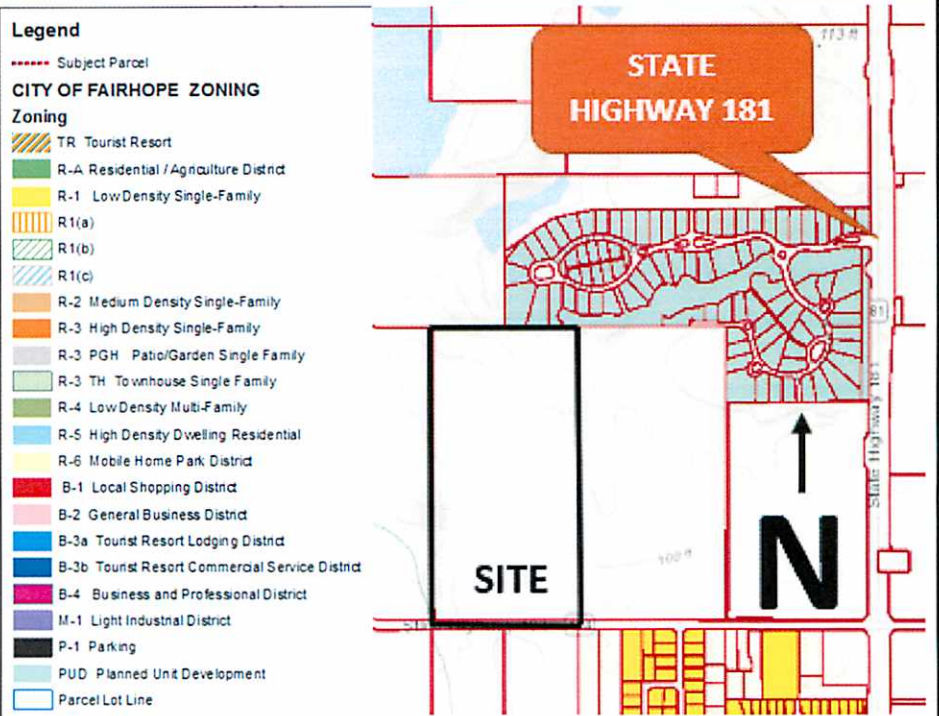 Legend
Subject Parcel
CITY OF FAIRHOPE ZONING
Zoning
TR Tourist Resort
R-A Residential / Agriculture District
R-1 Low Density Single-Family
R1(a)
R1(b)
R1(c)
R-2 Medium Density Single-Family
R-3 High Density Single-Family
R-3 PGH Patio/Garden Single Family
R-3 TH Townhouse Single Family
R-4 Low Density Multi-Family
R-5 High Density Dwelling Residential
R-6 Mobile Home Park District
B-1 Local Shopping District
B-2 General Business District
B-3a Tourist Resort Lodging District
B-3b Tourist Resort Commercial Service District
B-4 Business and Professional District
M-1 Light Industrial District
P-1 Parking
PUD Planned Unit Development
Parcel Lot Line
113 ft
STATE
HIGHWAY 181
81
State Highway 181
N
100 ft
SITE